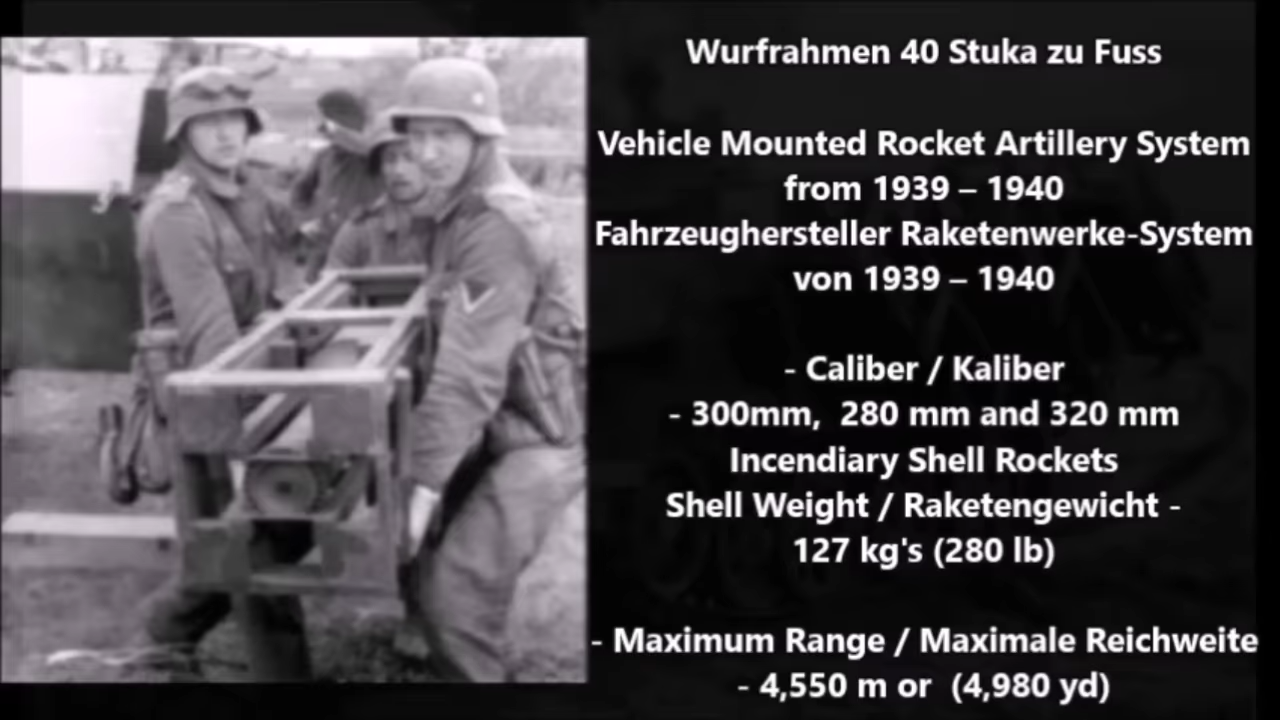 Wurfrahmen 40 Stuka zu Fuss
Vehicle Mounted Rocket Artillery System
from 1939 – 1940
Fahrzeughersteller Raketenwerke-System
von 1939 – 1940
- Caliber / Kaliber
- 300mm,  280 mm and 320 mm
Incendiary Shell Rockets
Shell Weight / Raketengewicht -
127 kg's (280 lb)
- Maximum Range / Maximale Reichweite
- 4,550 m or  (4,980 yd)